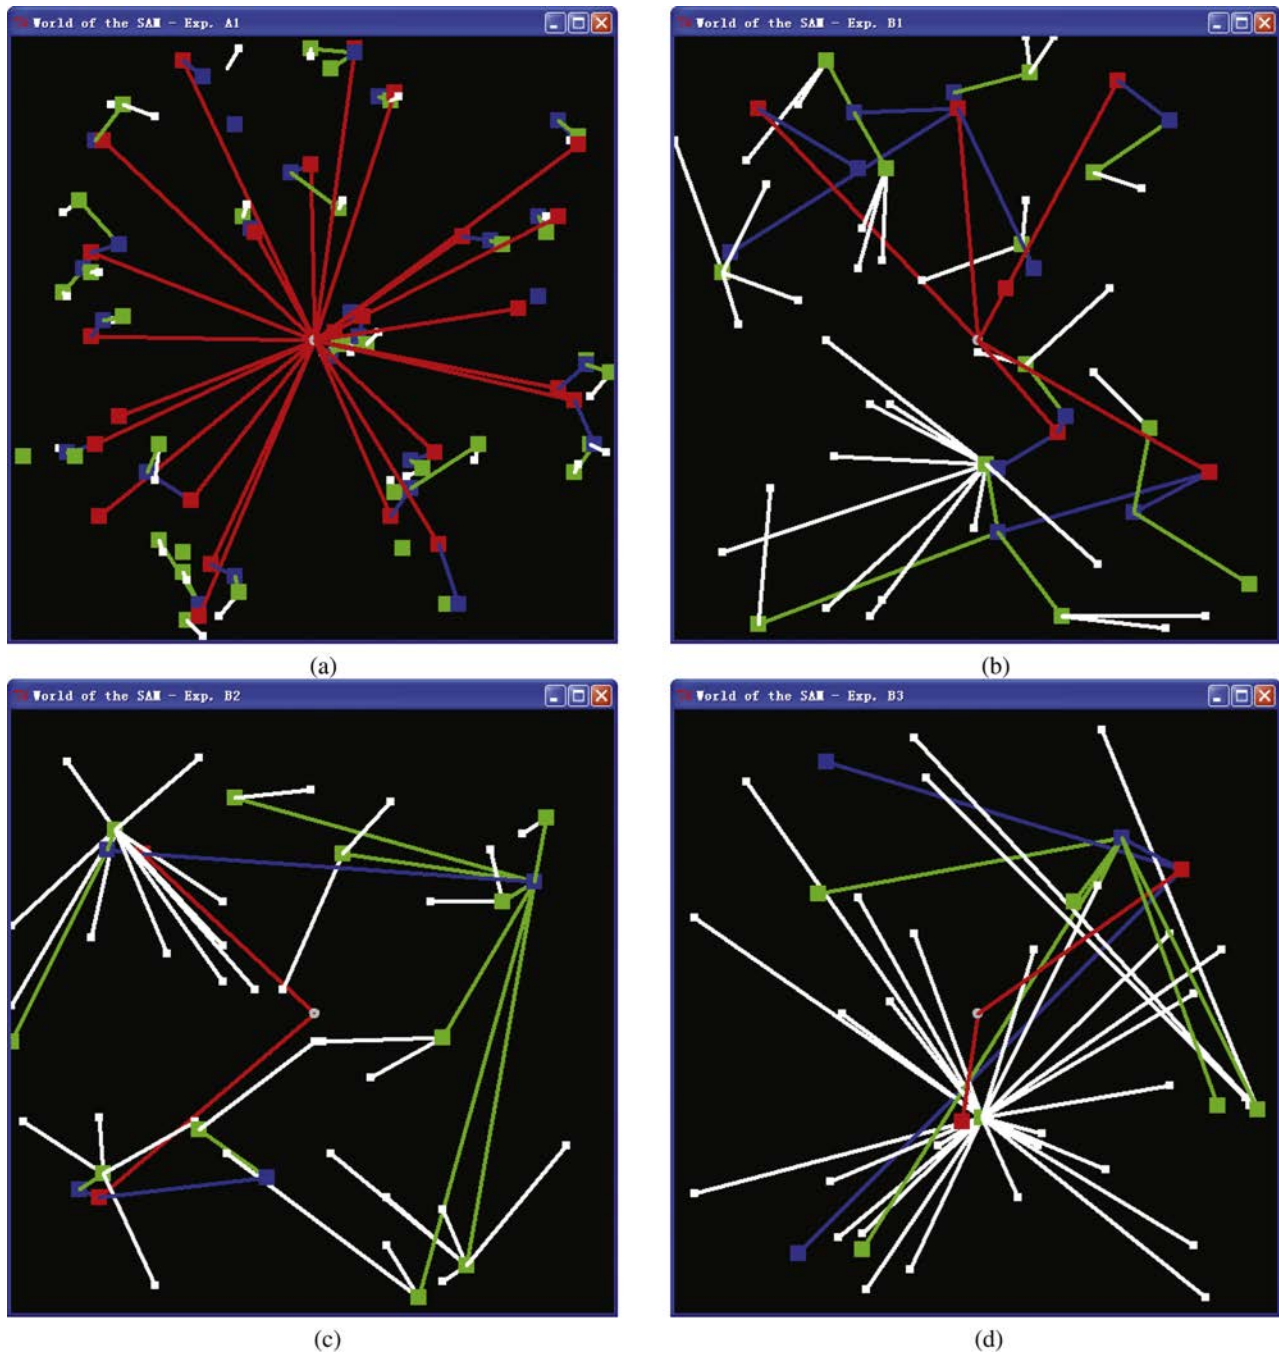 World of the SAM - Exp. A1
World of the SAM - Exp. B1
(a)
(b)
World of the SAM - Exp. B2
World of the SAM - Exp. B3
(c)
(d)